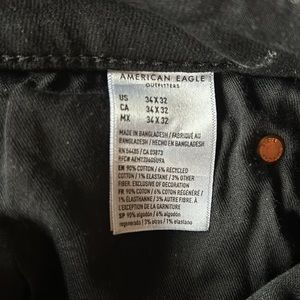 AMERICAN EAGLE
OUTFITTERS
US 34 X 32
CA 34 X 32
MX 34 X 32
MADE IN BANGLADESH / FABRIQUÉ AU
BANGLADESH / HECHO EN BANGLADESH
RN 54485 / CA 03873
EN 90% COTTON / 6% RECYCLED
COTTON / 1% ELASTANE / 3% OTHER
FIBER, EXCLUSIVE OF DECORATION
FR 90% COTON / 6% COTON RÉGÉNÉRÉ /
1% ÉLASTHANNE / 3% AUTRE FIBRE, À
L'EXCEPTION DE LA GARNITURE
SP 90% algodón / 6% algodón
regenerado / 3% otras / 1% elastano